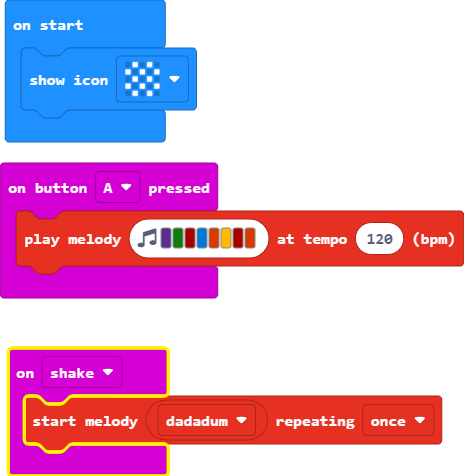 on start
show icon
on button A pressed
play melody at tempo 120 (bpm)
on shake
start melody dadadum repeating once